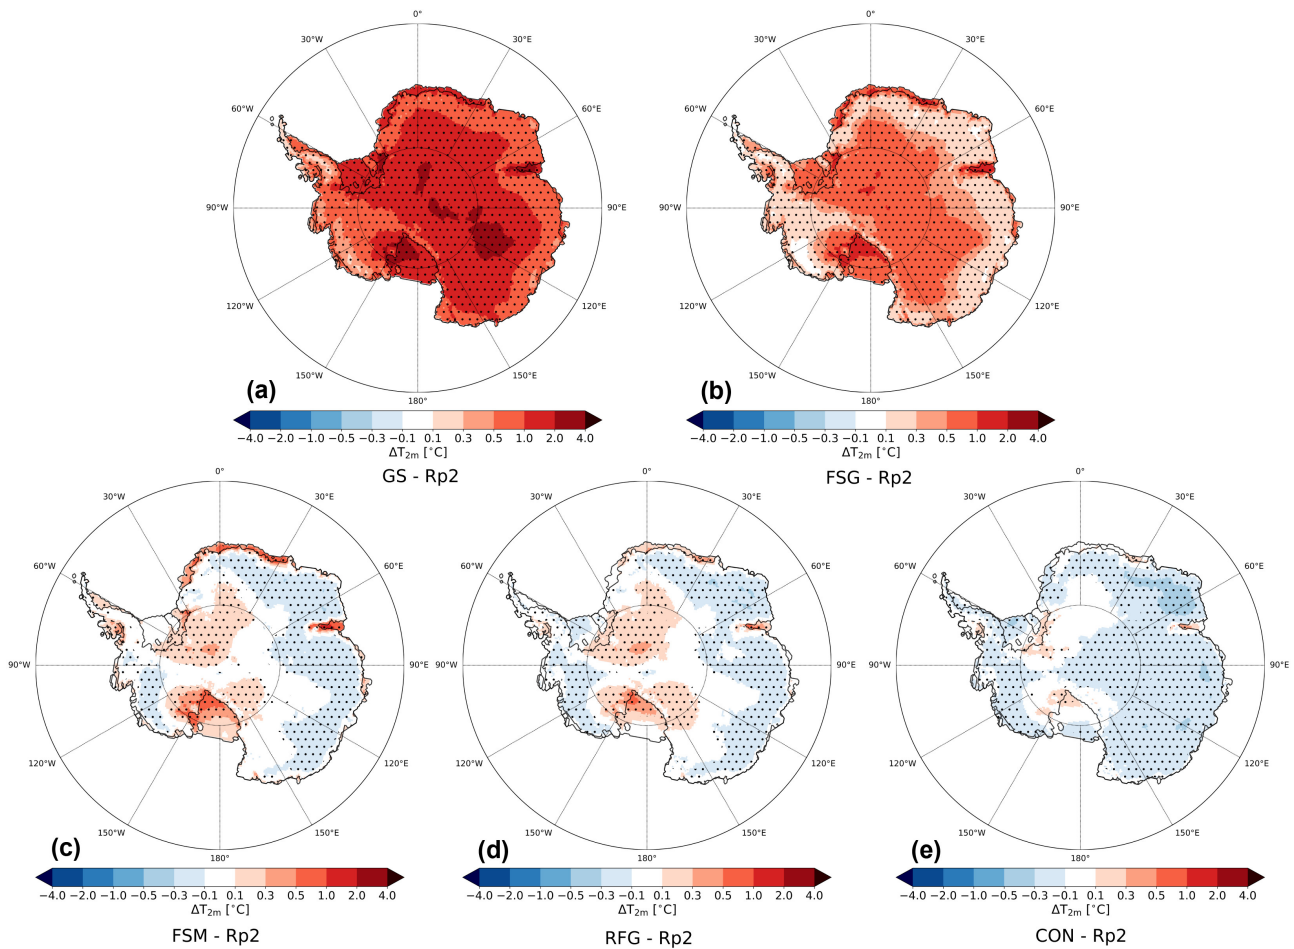 0°
30°W 30°E
60°W 60°E
90°W 90°E
120°W 120°E
150°W 150°E
180°
(a)
−4.0 −2.0 −1.0 −0.5 −0.3 −0.1 0.1 0.3 0.5 1.0 2.0 4.0
ΔT2m [°C]
GS - Rp2
0°
30°W 30°E
60°W 60°E
90°W 90°E
120°W 120°E
150°W 150°E
180°
(b)
−4.0 −2.0 −1.0 −0.5 −0.3 −0.1 0.1 0.3 0.5 1.0 2.0 4.0
ΔT2m [°C]
FSG - Rp2
0°
30°W 30°E
60°W 60°E
90°W 90°E
120°W 120°E
150°W 150°E
180°
(c)
−4.0 −2.0 −1.0 −0.5 −0.3 −0.1 0.1 0.3 0.5 1.0 2.0 4.0
ΔT2m [°C]
FSM - Rp2
0°
30°W 30°E
60°W 60°E
90°W 90°E
120°W 120°E
150°W 150°E
180°
(d)
−4.0 −2.0 −1.0 −0.5 −0.3 −0.1 0.1 0.3 0.5 1.0 2.0 4.0
ΔT2m [°C]
RFG - Rp2
0°
30°W 30°E
60°W 60°E
90°W 90°E
120°W 120°E
150°W 150°E
180°
(e)
−4.0 −2.0 −1.0 −0.5 −0.3 −0.1 0.1 0.3 0.5 1.0 2.0 4.0
ΔT2m [°C]
CON - Rp2